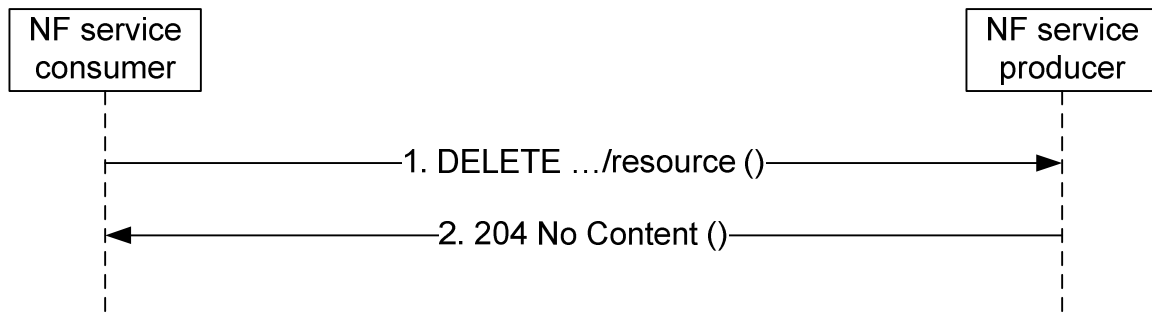 NF service
consumer
NF service
producer
1. DELETE …/resource ()
2. 204 No Content ()